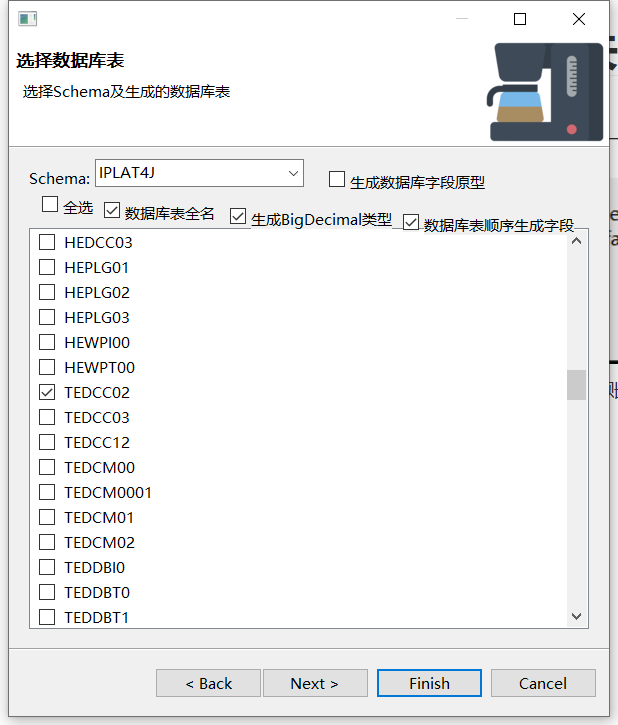 选择数据库表
选择Schema及生成的数据库表
Schema: IPLAT4J 生成数据库字段原型
全选 数据库表全名 生成BigDecimal类型 数据库表顺序生成字段
HEDCC03
HEPLG01
HEPLG02
HEPLG03
HEWPI00
HEWPT00
TEDCC02
TEDCC03
TEDCC12
TEDCM00
TEDCM0001
TEDCM01
TEDCM02
TEDDBI0
TEDDBT0
TEDDBT1
< Back Next > Finish Cancel